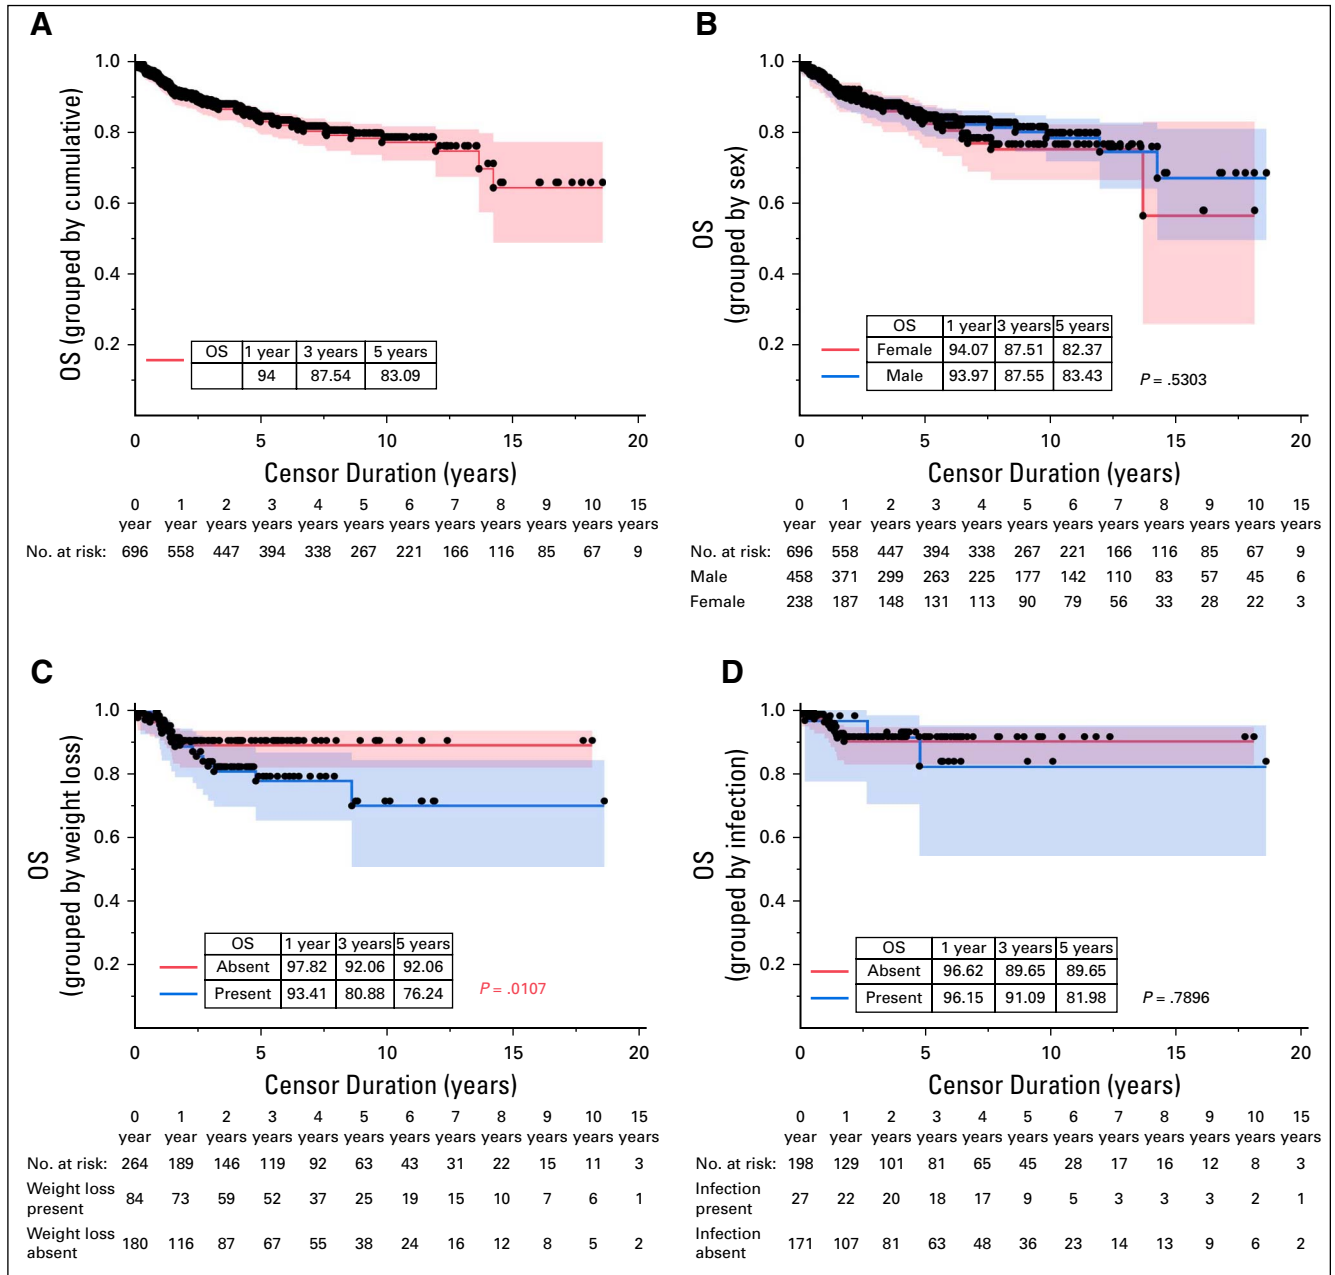 A
OS (grouped by cumulative)
1.0
0.8
0.6
0.4
0.2
OS 1 year 3 years 5 years
94 87.54 83.09
0 5 10 15 20
Censor Duration (years)
0 1 2 3 4 5 6 7 8 9 10 15
year year years years years years years years years years years years
No. at risk: 696 558 447 394 338 267 221 166 116 85 67 9
B
OS
(grouped by sex)
1.0
0.8
0.6
0.4
0.2
OS 1 year 3 years 5 years
Female 94.07 87.51 82.37
Male 93.97 87.55 83.43
P = .5303
0 5 10 15 20
Censor Duration (years)
0 1 2 3 4 5 6 7 8 9 10 15
year year years years years years years years years years years years
No. at risk: 696 558 447 394 338 267 221 166 116 85 67 9
Male 458 371 299 263 225 177 142 110 83 57 45 6
Female 238 187 148 131 113 90 79 56 33 28 22 3
C
OS
(grouped by weight loss)
1.0
0.8
0.6
0.4
0.2
OS 1 year 3 years 5 years
Absent 97.82 92.06 92.06
Present 93.41 80.88 76.24
P = .0107
0 5 10 15 20
Censor Duration (years)
0 1 2 3 4 5 6 7 8 9 10 15
year year years years years years years years years years years years
No. at risk: 264 189 146 119 92 63 43 31 22 15 11 3
Weight loss
present 84 73 59 52 37 25 19 15 10 7 6 1
Weight loss
absent 180 116 87 67 55 38 24 16 12 8 5 2
D
OS
(grouped by infection)
1.0
0.8
0.6
0.4
0.2
OS 1 year 3 years 5 years
Absent 96.62 89.65 89.65
Present 96.15 91.09 81.98
P = .7896
0 5 10 15 20
Censor Duration (years)
0 1 2 3 4 5 6 7 8 9 10 15
year year years years years years years years years years years years
No. at risk: 198 129 101 81 65 45 28 17 16 12 8 3
Infection
present 27 22 20 18 17 9 5 3 3 3 2 1
Infection
absent 171 107 81 63 48 36 23 14 13 9 6 2